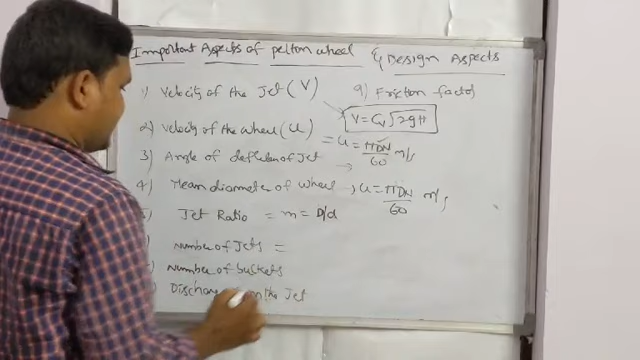 Important Aspects of pelton wheel & Design Aspects
1) Velocity of the Jet (V)
9) Friction factor
V = Cv√2gH
2) Velocity of the wheel (u) = u = πDN/60 m/s
3) Angle of deflection of Jet →
4) Mean diameter of wheel → u = πDN/60 m/s
5) Jet Ratio = m = D/d
) Number of Jets =
) Number of buckets
) the Jet